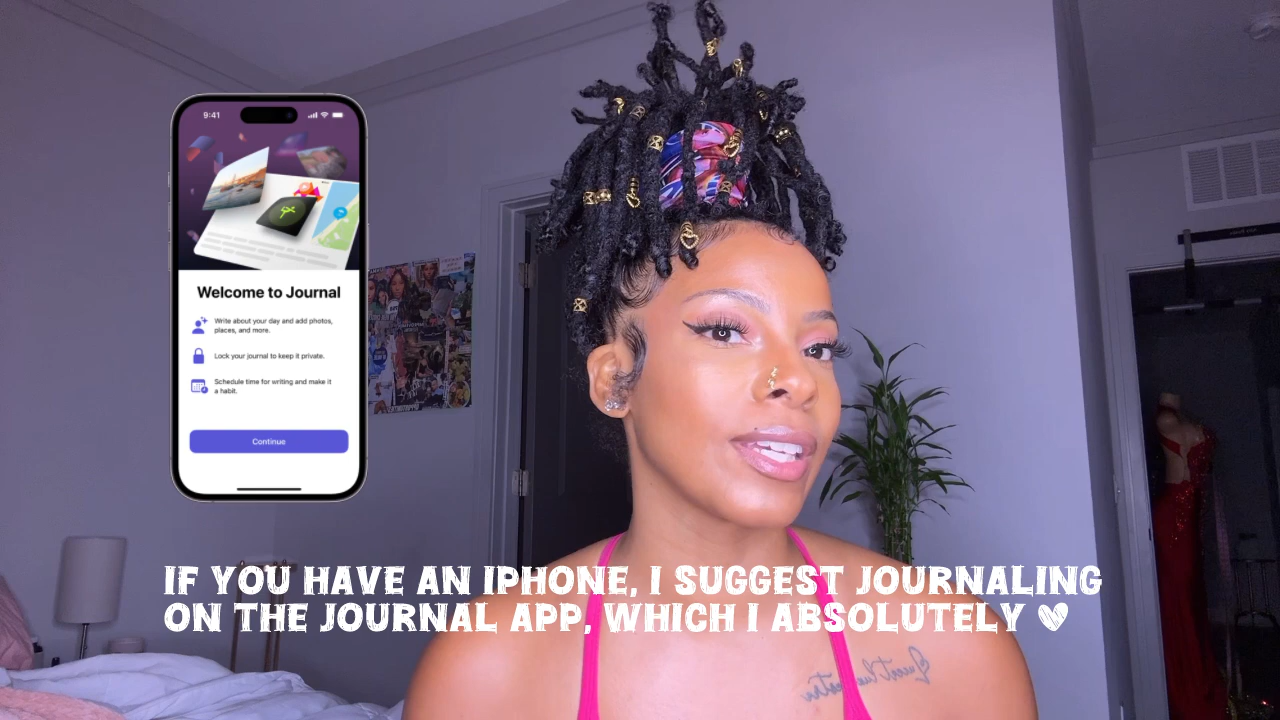 9:41
Welcome to Journal
Write about your day and add photos,
places, and more.
Lock your journal to keep it private.
Schedule time for writing and make it
a habit.
Continue
IF YOU HAVE AN IPHONE, I SUGGEST JOURNALING
ON THE JOURNAL APP, WHICH I ABSOLUTELY 🤍